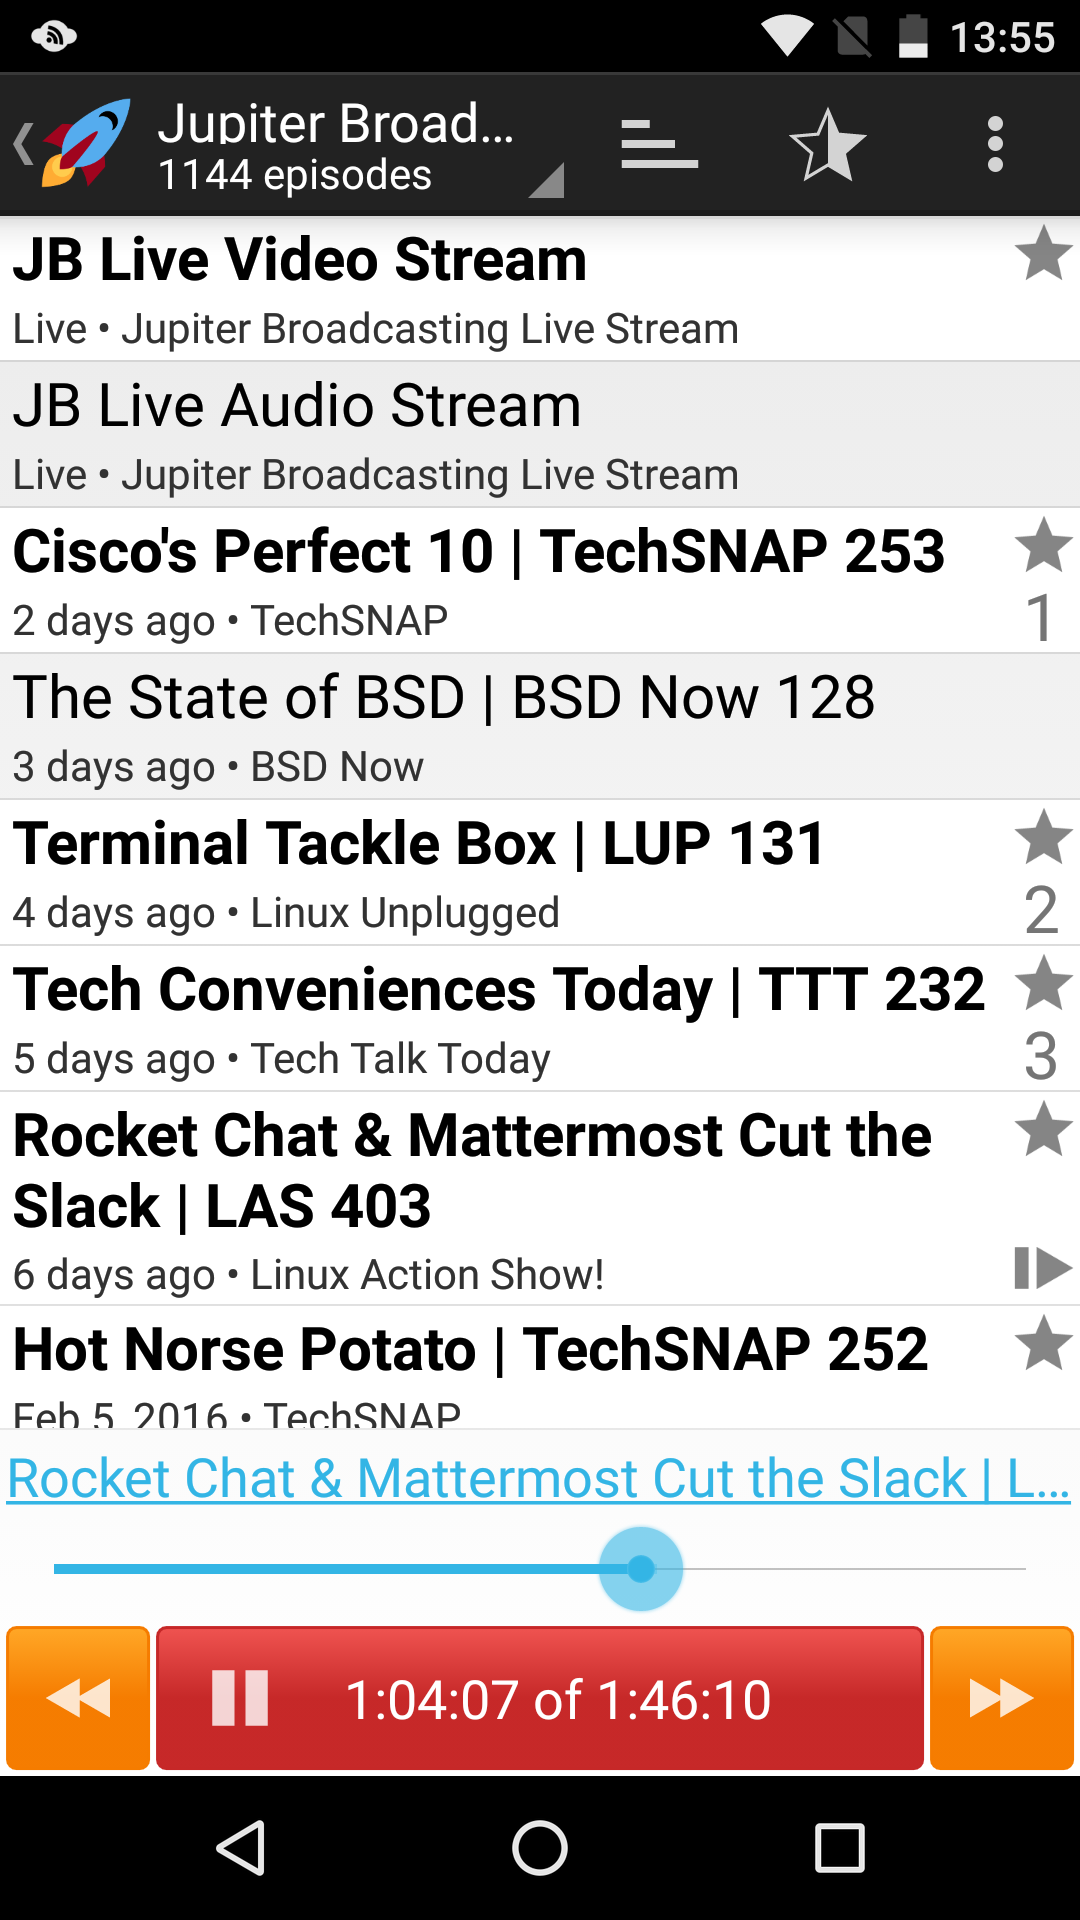 13:55
Jupiter Broad...
1144 episodes
JB Live Video Stream
Live • Jupiter Broadcasting Live Stream
JB Live Audio Stream
Live • Jupiter Broadcasting Live Stream
Cisco's Perfect 10 | TechSNAP 253
2 days ago • TechSNAP
1
The State of BSD | BSD Now 128
3 days ago • BSD Now
Terminal Tackle Box | LUP 131
4 days ago • Linux Unplugged
2
Tech Conveniences Today | TTT 232
5 days ago • Tech Talk Today
3
Rocket Chat & Mattermost Cut the
Slack | LAS 403
6 days ago • Linux Action Show!
Hot Norse Potato | TechSNAP 252
Feb 5, 2016 • TechSNAP
Rocket Chat & Mattermost Cut the Slack | L...
1:04:07 of 1:46:10